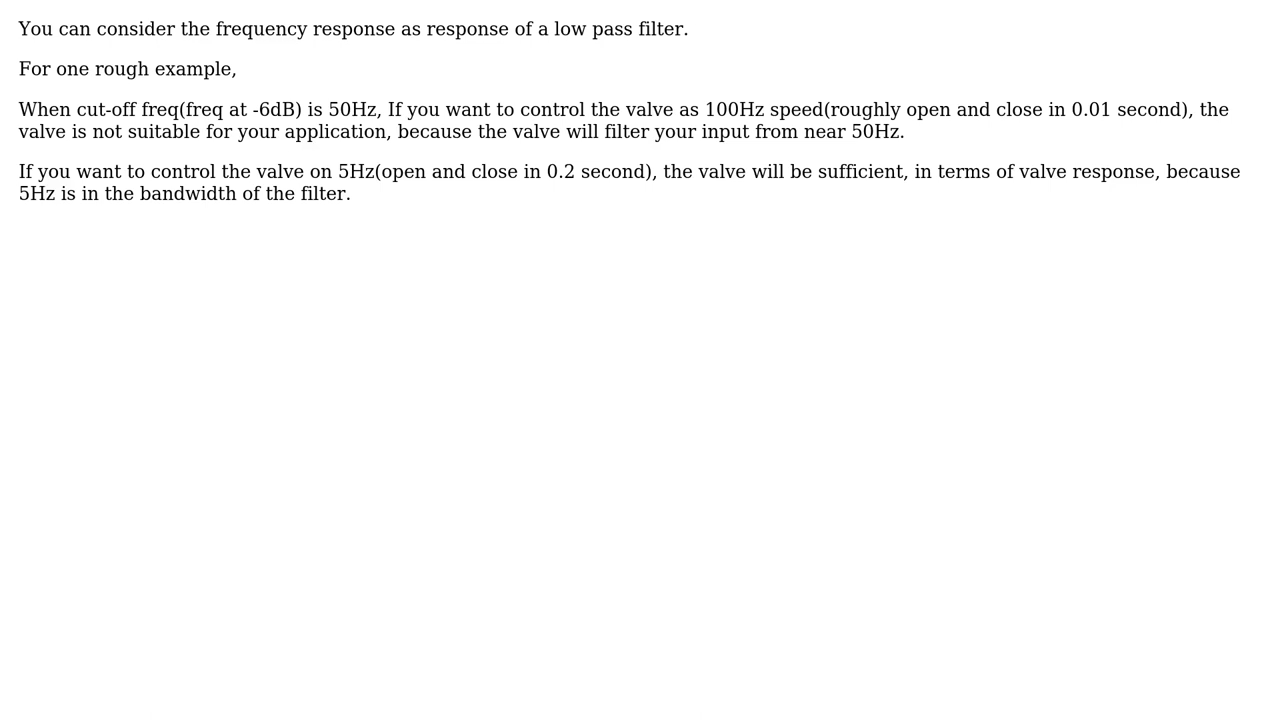 You can consider the frequency response as response of a low pass filter.
For one rough example,
When cut-off freq(freq at -6dB) is 50Hz, If you want to control the valve as 100Hz speed(roughly open and close in 0.01 second), the
valve is not suitable for your application, because the valve will filter your input from near 50Hz.
If you want to control the valve on 5Hz(open and close in 0.2 second), the valve will be sufficient, in terms of valve response, because
5Hz is in the bandwidth of the filter.